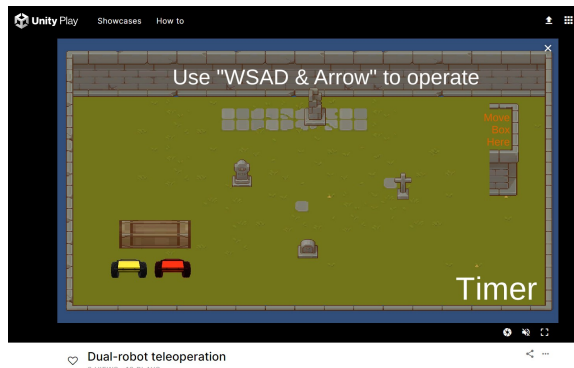 Unity Play Showcases How to
Use "WSAD & Arrow" to operate
Move
Box
Here
Timer
Dual-robot teleoperation